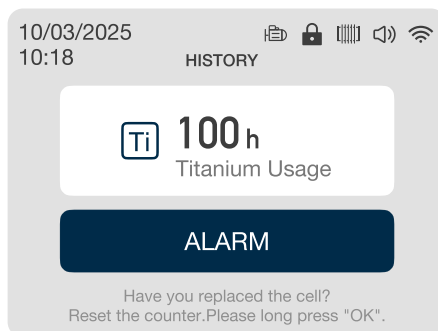 10/03/2025
10:18
HISTORY
Ti
100 h
Titanium Usage
ALARM
Have you replaced the cell?
Reset the counter.Please long press "OK".